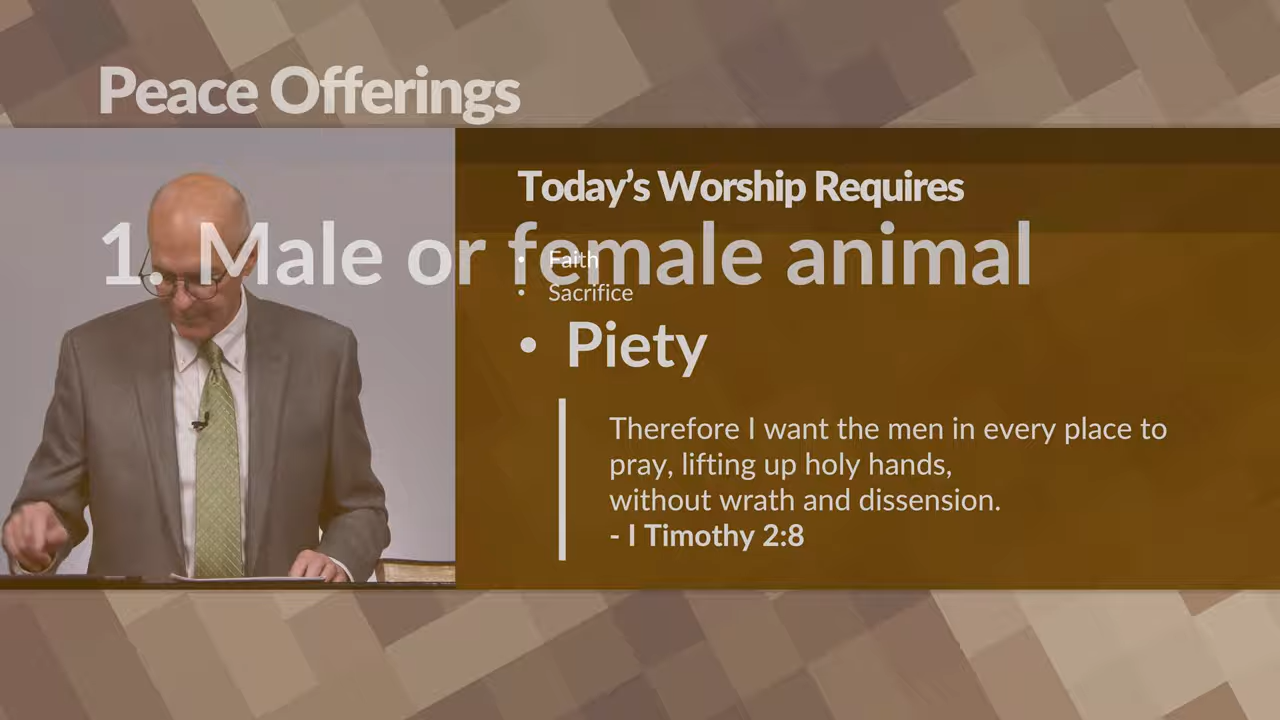 Peace Offerings
Today’s Worship Requires
1. Male or female animal
• Faith
• Sacrifice
• Piety
Therefore I want the men in every place to
pray, lifting up holy hands,
without wrath and dissension.
- I Timothy 2:8